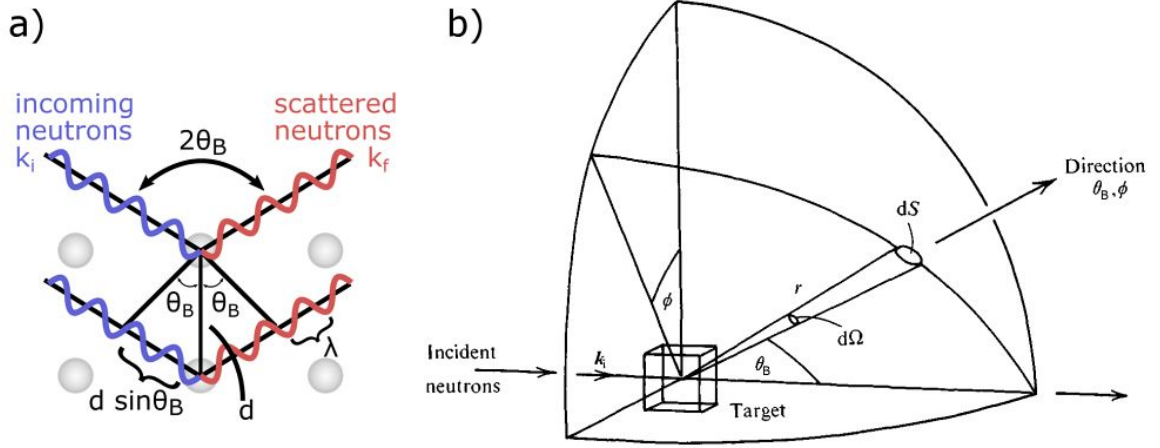 a)
incoming
neutrons
k_i
scattered
neutrons
k_f
2θ_B
θ_B
θ_B
d sinθ_B
d
λ
b)
Direction
θ_B, ϕ
dS
r
dΩ
ϕ
θ_B
k_i
Incident
neutrons
Target